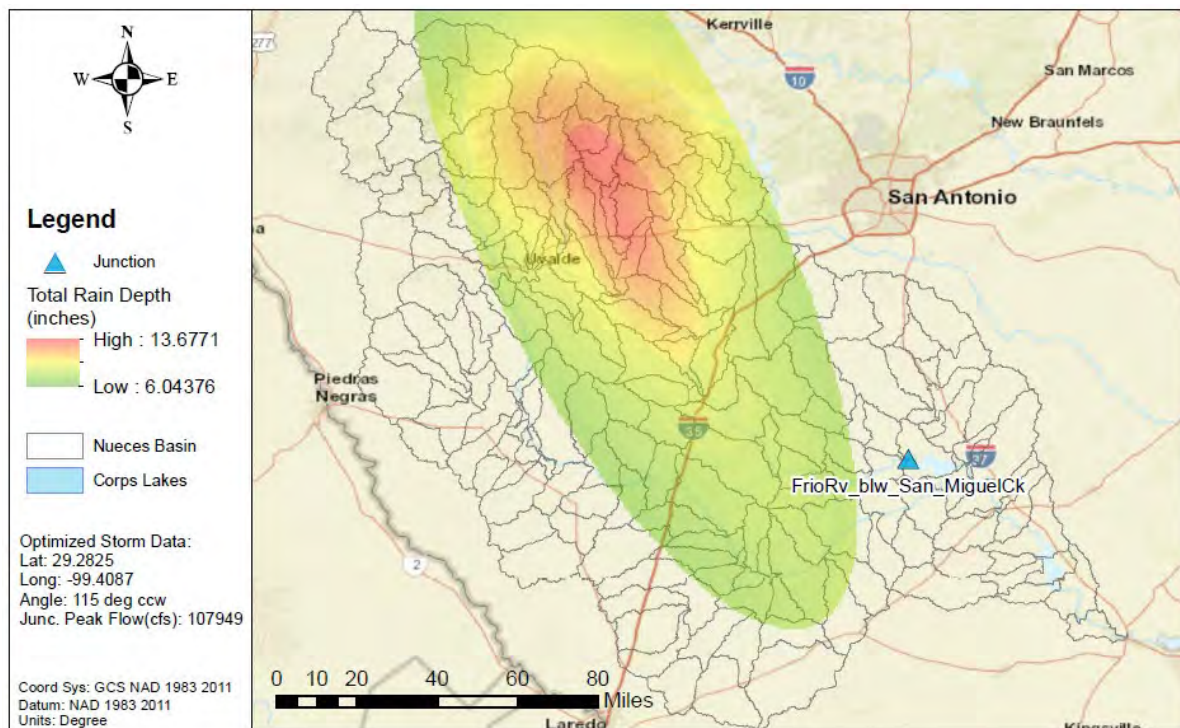 N
W E
S
Legend
Junction
Total Rain Depth
(inches)
High : 13.6771
Low : 6.04376
Nueces Basin
Corps Lakes
Optimized Storm Data:
Lat: 29.2825
Long: -99.4087
Angle: 115 deg ccw
Junc. Peak Flow(cfs): 107949
Coord Sys: GCS NAD 1983 2011
Datum: NAD 1983 2011
Units: Degree
277
Kerrville
10
San Marcos
New Braunfels
San Antonio
a
Uvalde
Piedras
Negras
35
37
FrioRv_blw_San_MiguelCk
2
0 10 20 40 60 80
Miles
Laredo
Kingsville